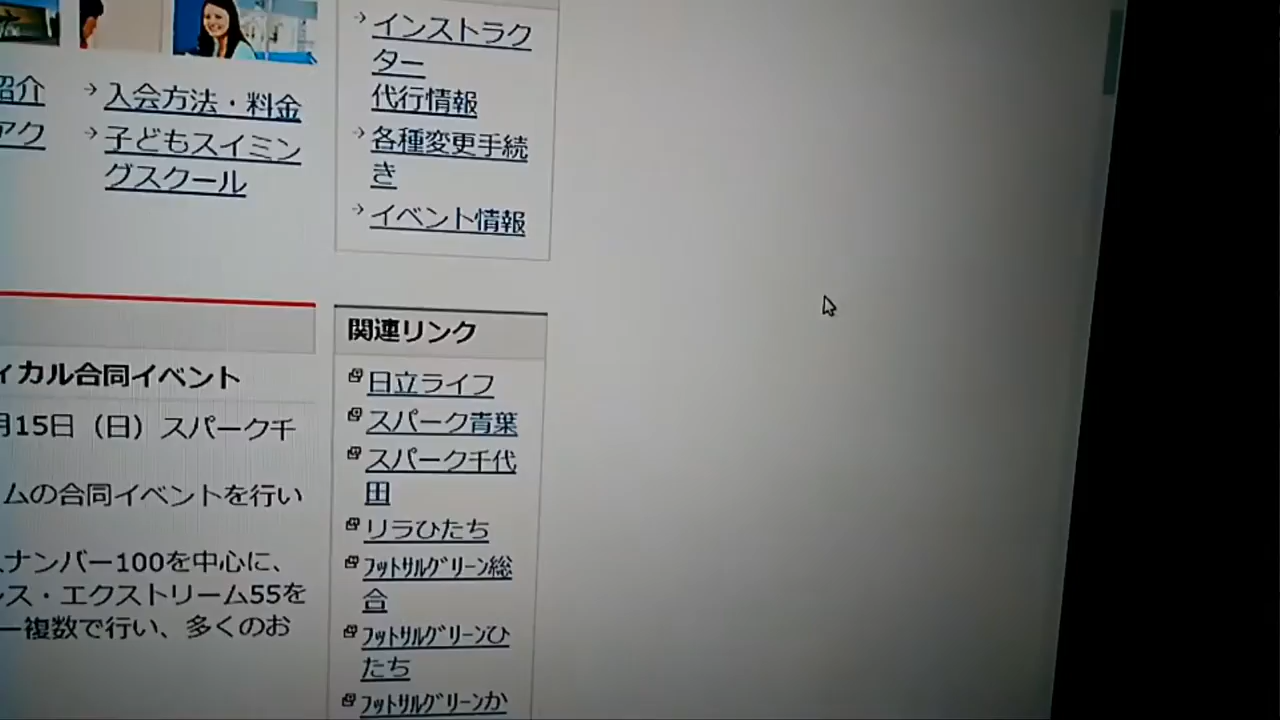 紹介
アク
入会方法・料金
子どもスイミン
グスクール
インストラク
ター
代行情報
各種変更手続
き
イベント情報
ィカル合同イベント
月15日（日）スパーク千
ムの合同イベントを行い
ナンバー100を中心に、
ス・エクストリーム55を
ー複数で行い、多くのお
関連リンク
日立ライフ
スパーク青葉
スパーク千代
田
リラひたち
ﾌｯﾄｻﾙｸﾞﾘｰﾝ総
合
ﾌｯﾄｻﾙｸﾞﾘｰﾝひ
たち
ﾌｯﾄｻﾙｸﾞﾘｰﾝか